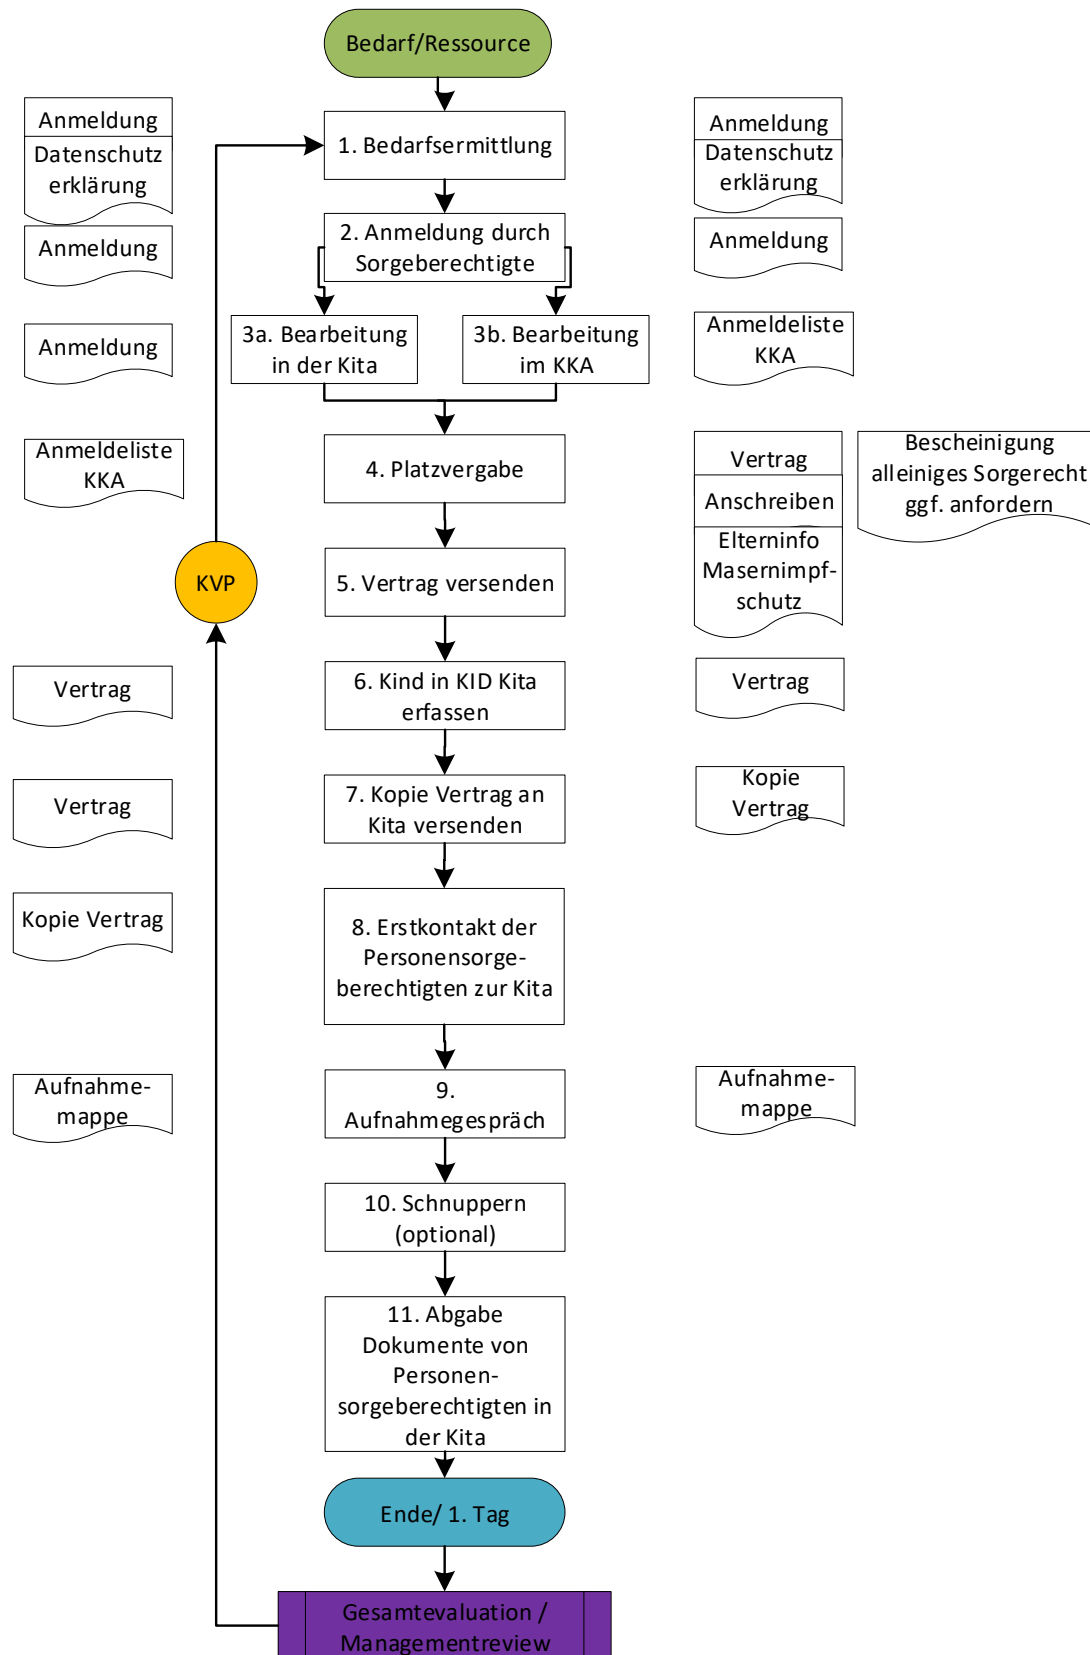 Bedarf/Ressource
Anmeldung
Datenschutz
erklärung
1. Bedarfsermittlung
Anmeldung
Datenschutz
erklärung
Anmeldung
2. Anmeldung durch
Sorgeberechtigte
Anmeldung
Anmeldung
3a. Bearbeitung
in der Kita
3b. Bearbeitung
im KKA
Anmeldeliste
KKA
Anmeldeliste
KKA
4. Platzvergabe
Vertrag
Anschreiben
Elterninfo
Masernimpf-
schutz
Bescheinigung
alleiniges Sorgerecht
ggf. anfordern
KVP
5. Vertrag versenden
Vertrag
6. Kind in KID Kita
erfassen
Vertrag
Vertrag
7. Kopie Vertrag an
Kita versenden
Kopie
Vertrag
Kopie Vertrag
8. Erstkontakt der
Personensorge-
berechtigten zur Kita
Aufnahme-
mappe
9.
Aufnahmegespräch
Aufnahme-
mappe
10. Schnuppern
(optional)
11. Abgabe
Dokumente von
Personen-
sorgeberechtigten in
der Kita
Ende/ 1. Tag
Gesamtevaluation /
Managementreview